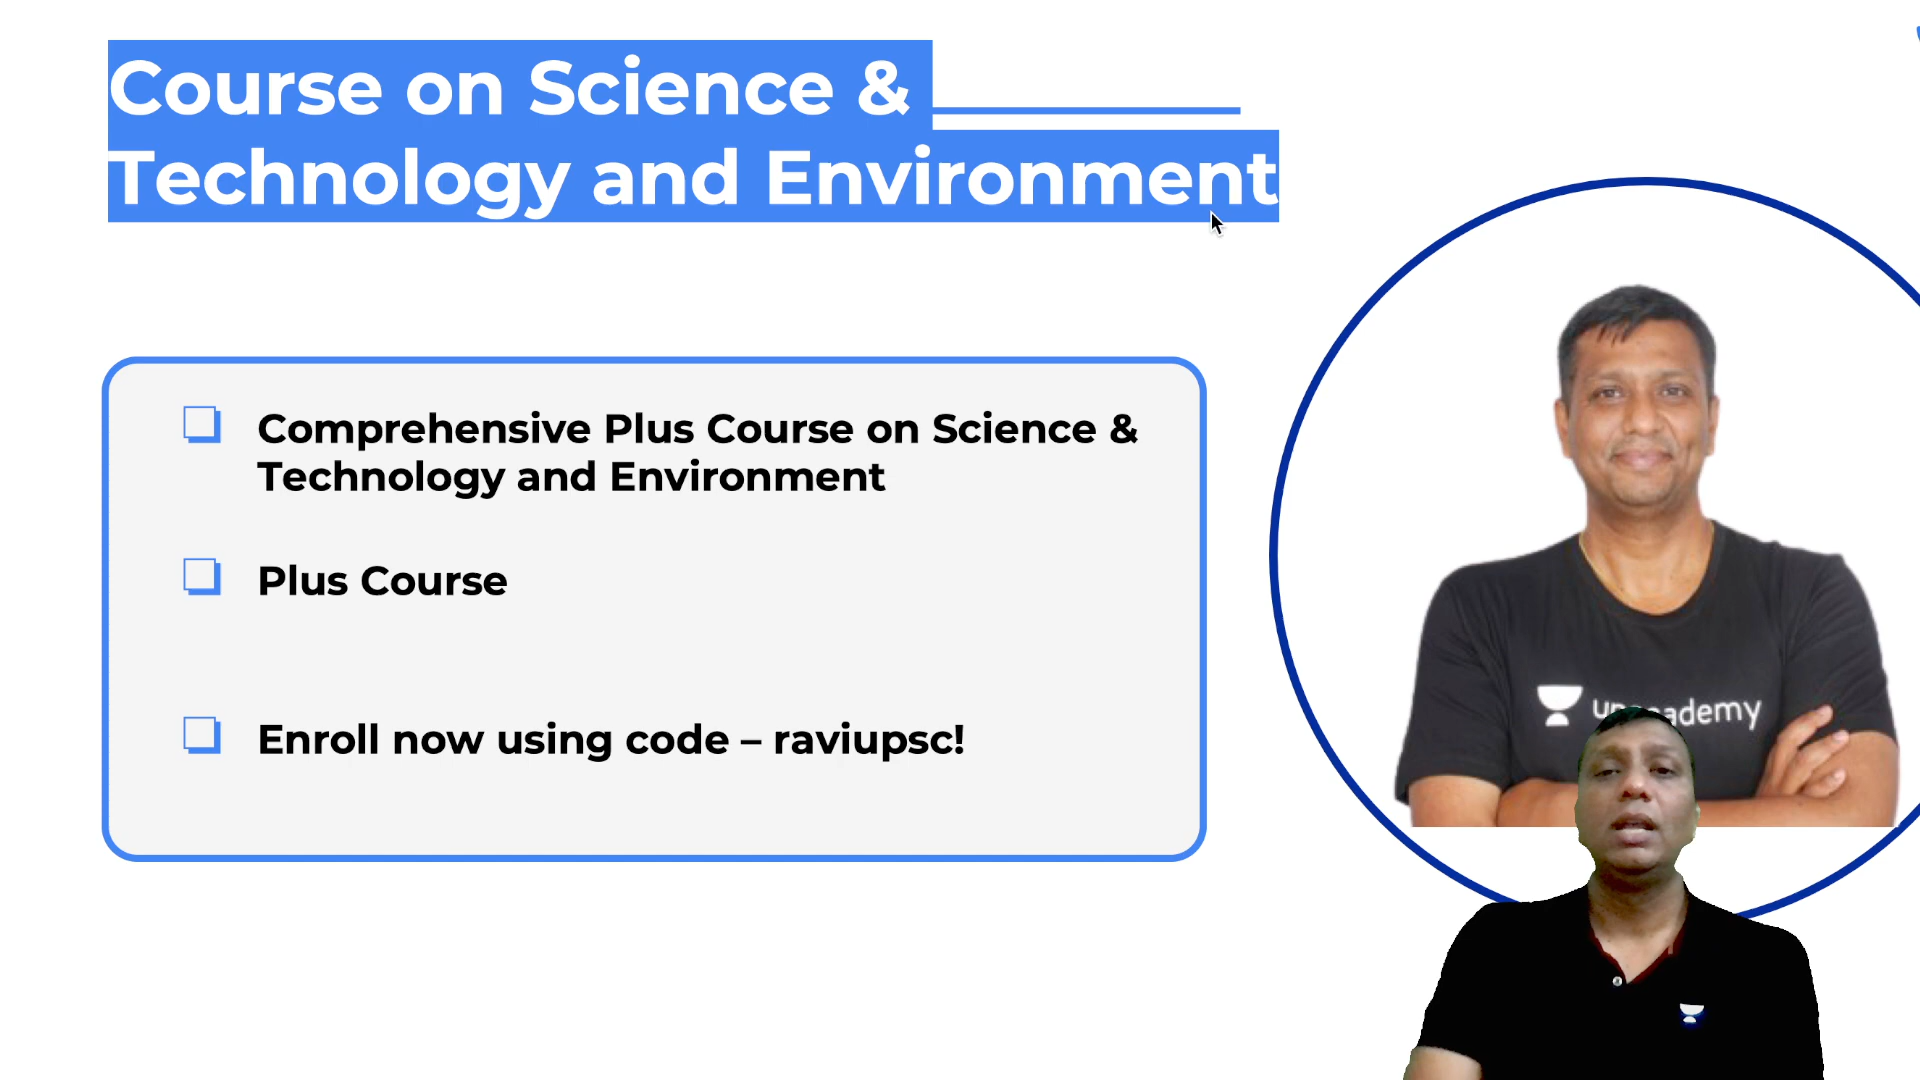 Course on Science &
Technology and Environment
Comprehensive Plus Course on Science &
Technology and Environment
Plus Course
Enroll now using code – raviupsc!